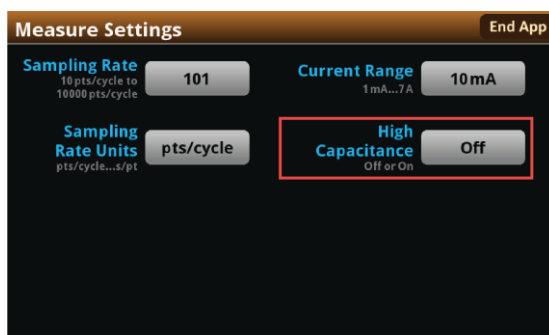 Measure Settings
End App
Sampling Rate
10 pts/cycle to
10000 pts/cycle
101
Current Range
1 mA...7 A
10 mA
Sampling
Rate Units
pts/cycle...s/pt
pts/cycle
High
Capacitance
Off or On
Off